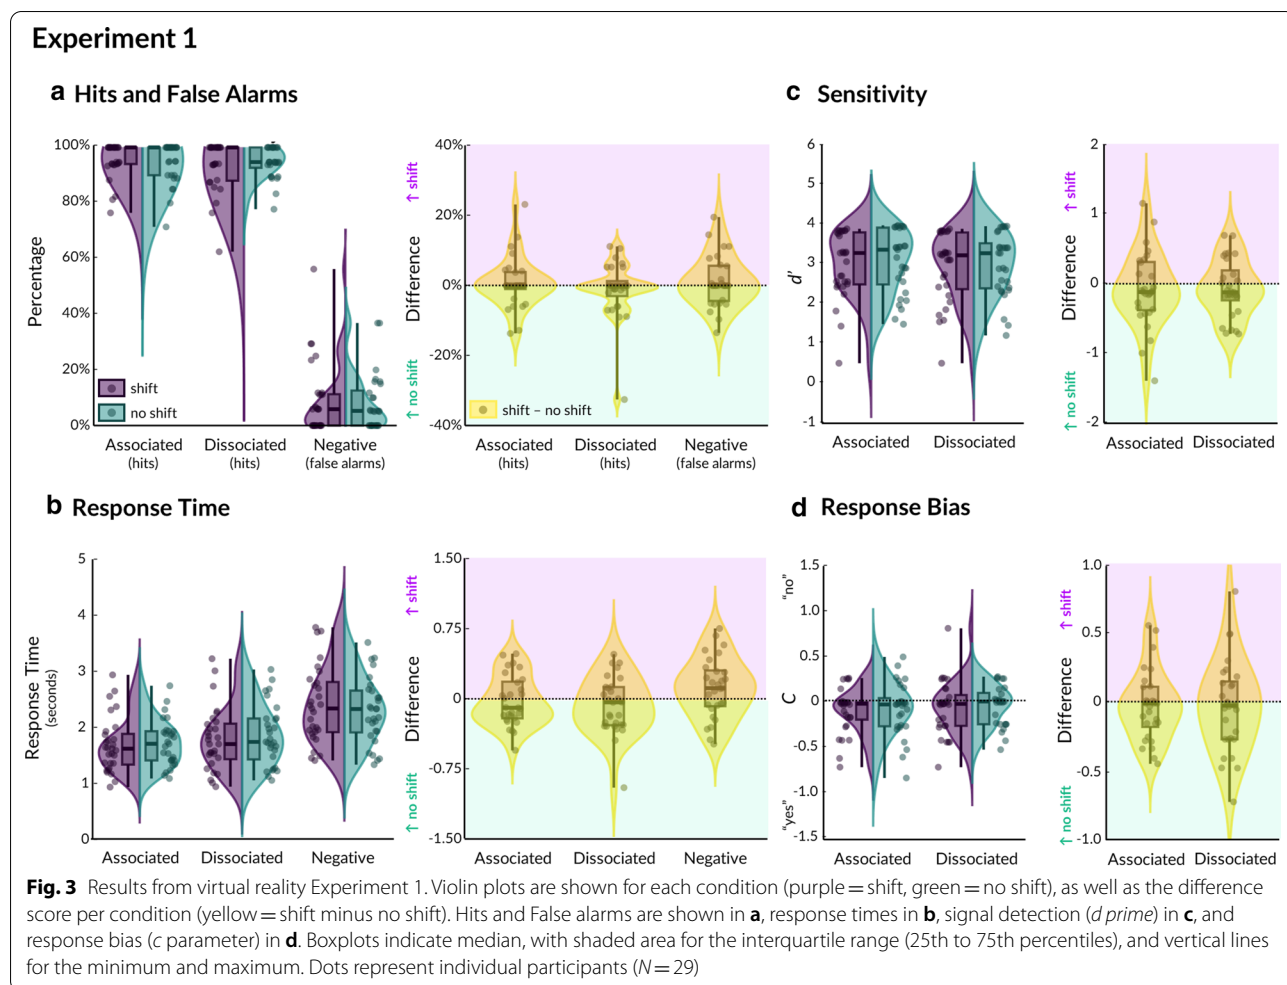 Experiment 1
a Hits and False Alarms
100%
80%
60%
40%
20%
0%
Percentage
shift
no shift
Associated
(hits)
Dissociated
(hits)
Negative
(false alarms)
40%
20%
0%
-20%
-40%
↑ shift
Difference
↑ no shift
shift – no shift
Associated
(hits)
Dissociated
(hits)
Negative
(false alarms)
c Sensitivity
6
5
4
3
2
1
0
-1
d'
Associated
Dissociated
2
1
0
-1
-2
↑ shift
Difference
↑ no shift
Associated
Dissociated
b Response Time
5
4
3
2
1
0
Response Time
(seconds)
Associated
Dissociated
Negative
1.50
0.75
0
-0.75
-1.50
↑ shift
Difference
↑ no shift
Associated
Dissociated
Negative
d Response Bias
1.5
1.0
0.5
0
-0.5
-1.0
-1.5
"no"
C
"yes"
Associated
Dissociated
1.0
0.5
0
-0.5
-1.0
↑ shift
Difference
↑ no shift
Associated
Dissociated
Fig. 3 Results from virtual reality Experiment 1. Violin plots are shown for each condition (purple = shift, green = no shift), as well as the difference
score per condition (yellow = shift minus no shift). Hits and False alarms are shown in a, response times in b, signal detection (d prime) in c, and
response bias (c parameter) in d. Boxplots indicate median, with shaded area for the interquartile range (25th to 75th percentiles), and vertical lines
for the minimum and maximum. Dots represent individual participants (N = 29)